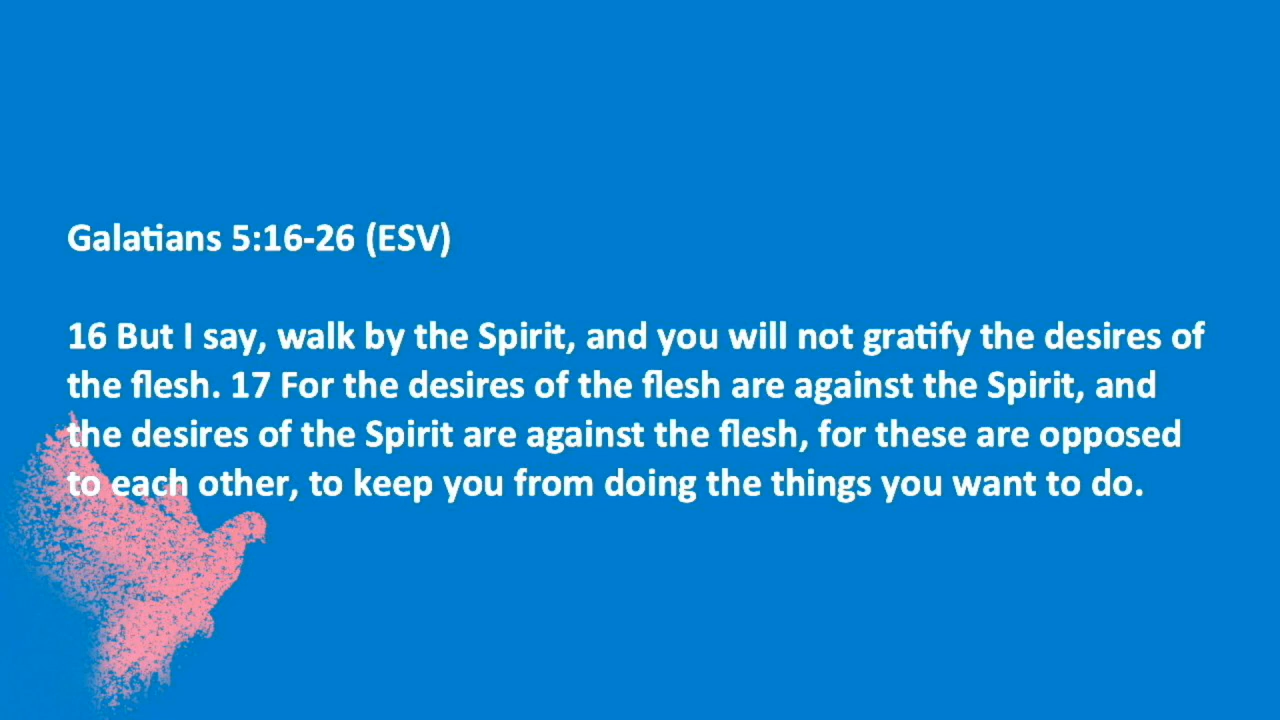 Galatians 5:16-26 (ESV)
16 But I say, walk by the Spirit, and you will not gratify the desires of
the flesh. 17 For the desires of the flesh are against the Spirit, and
the desires of the Spirit are against the flesh, for these are opposed
to each other, to keep you from doing the things you want to do.